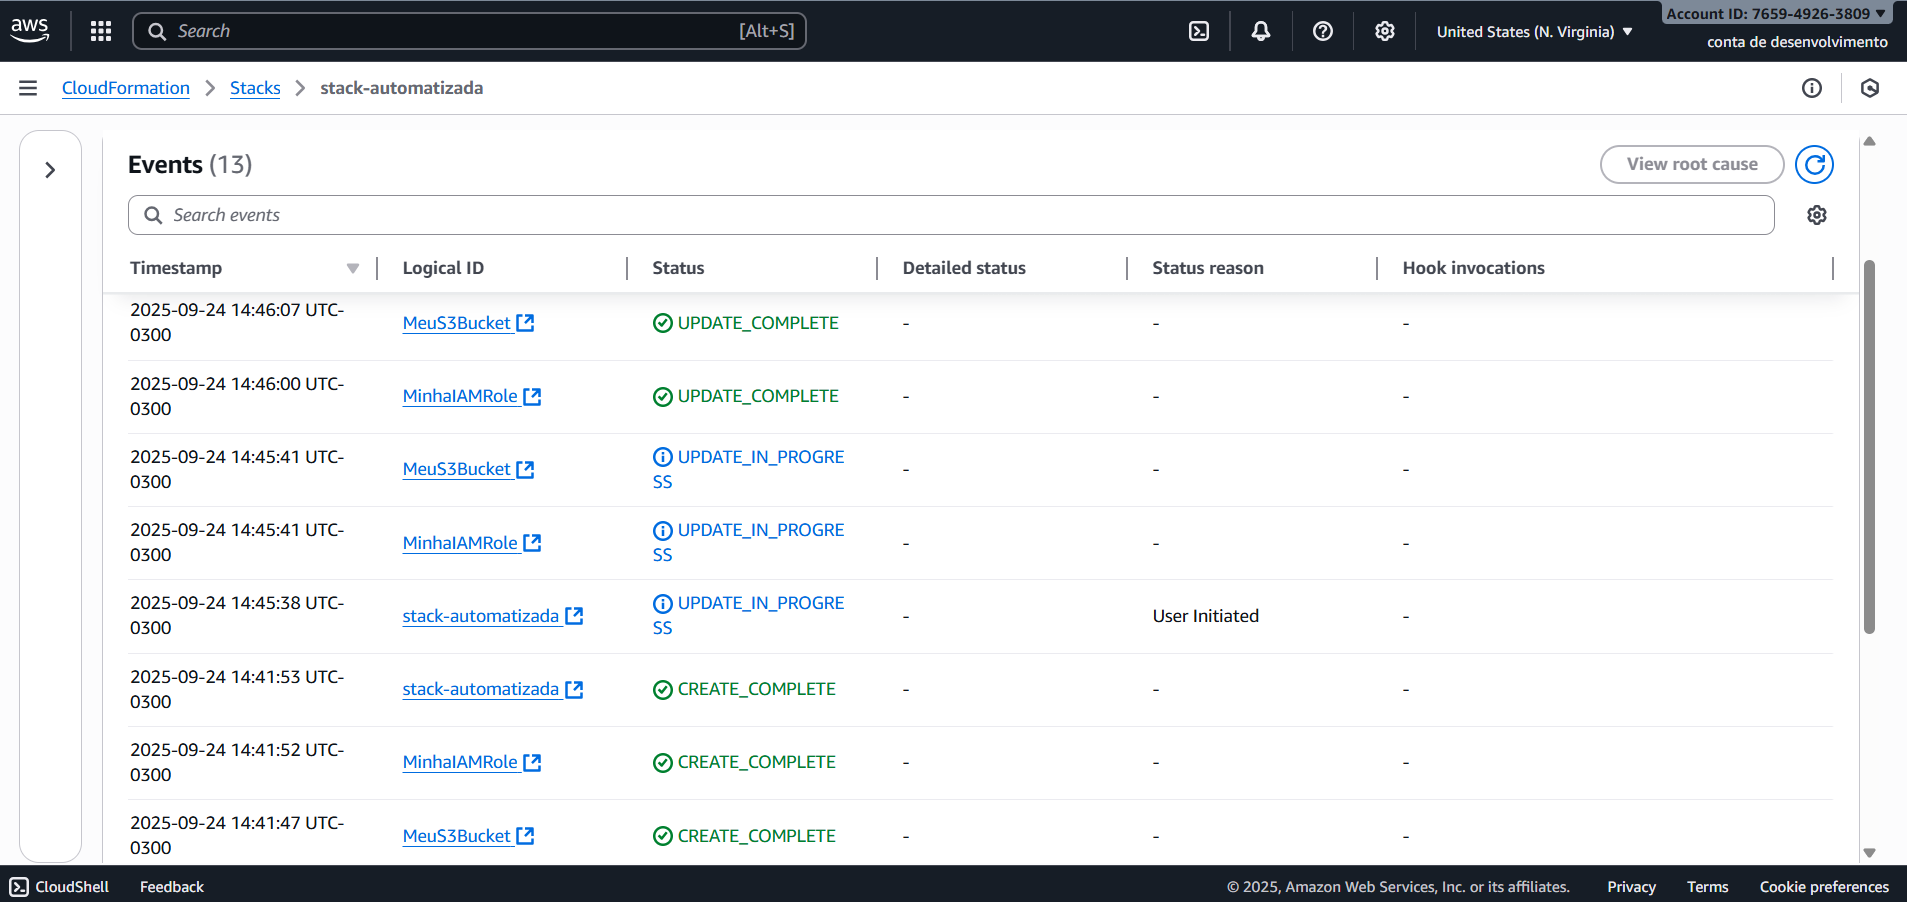 aws
Search [Alt+S]
United States (N. Virginia) ▼
Account ID: 7659-4926-3809 ▼
conta de desenvolvimento
CloudFormation > Stacks > stack-automatizada
Events (13)
View root cause
Search events
Timestamp Logical ID Status Detailed status Status reason Hook invocations
2025-09-24 14:46:07 UTC-
0300
MeuS3Bucket
UPDATE_COMPLETE
- - -
2025-09-24 14:46:00 UTC-
0300
MinhaIAMRole
UPDATE_COMPLETE
- - -
2025-09-24 14:45:41 UTC-
0300
MeuS3Bucket
UPDATE_IN_PROGRE
SS
- - -
2025-09-24 14:45:41 UTC-
0300
MinhaIAMRole
UPDATE_IN_PROGRE
SS
- - -
2025-09-24 14:45:38 UTC-
0300
stack-automatizada
UPDATE_IN_PROGRE
SS
- User Initiated -
2025-09-24 14:41:53 UTC-
0300
stack-automatizada
CREATE_COMPLETE
- - -
2025-09-24 14:41:52 UTC-
0300
MinhaIAMRole
CREATE_COMPLETE
- - -
2025-09-24 14:41:47 UTC-
0300
MeuS3Bucket
CREATE_COMPLETE
- - -
CloudShell Feedback © 2025, Amazon Web Services, Inc. or its affiliates. Privacy Terms Cookie preferences